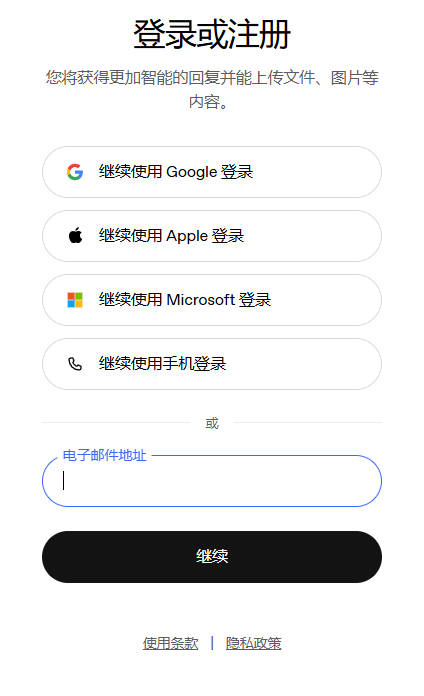 登录或注册
您将获得更加智能的回复并能上传文件、图片等
内容。
继续使用 Google 登录
继续使用 Apple 登录
继续使用 Microsoft 登录
继续使用手机登录
或
电子邮件地址
继续
使用条款 | 隐私政策